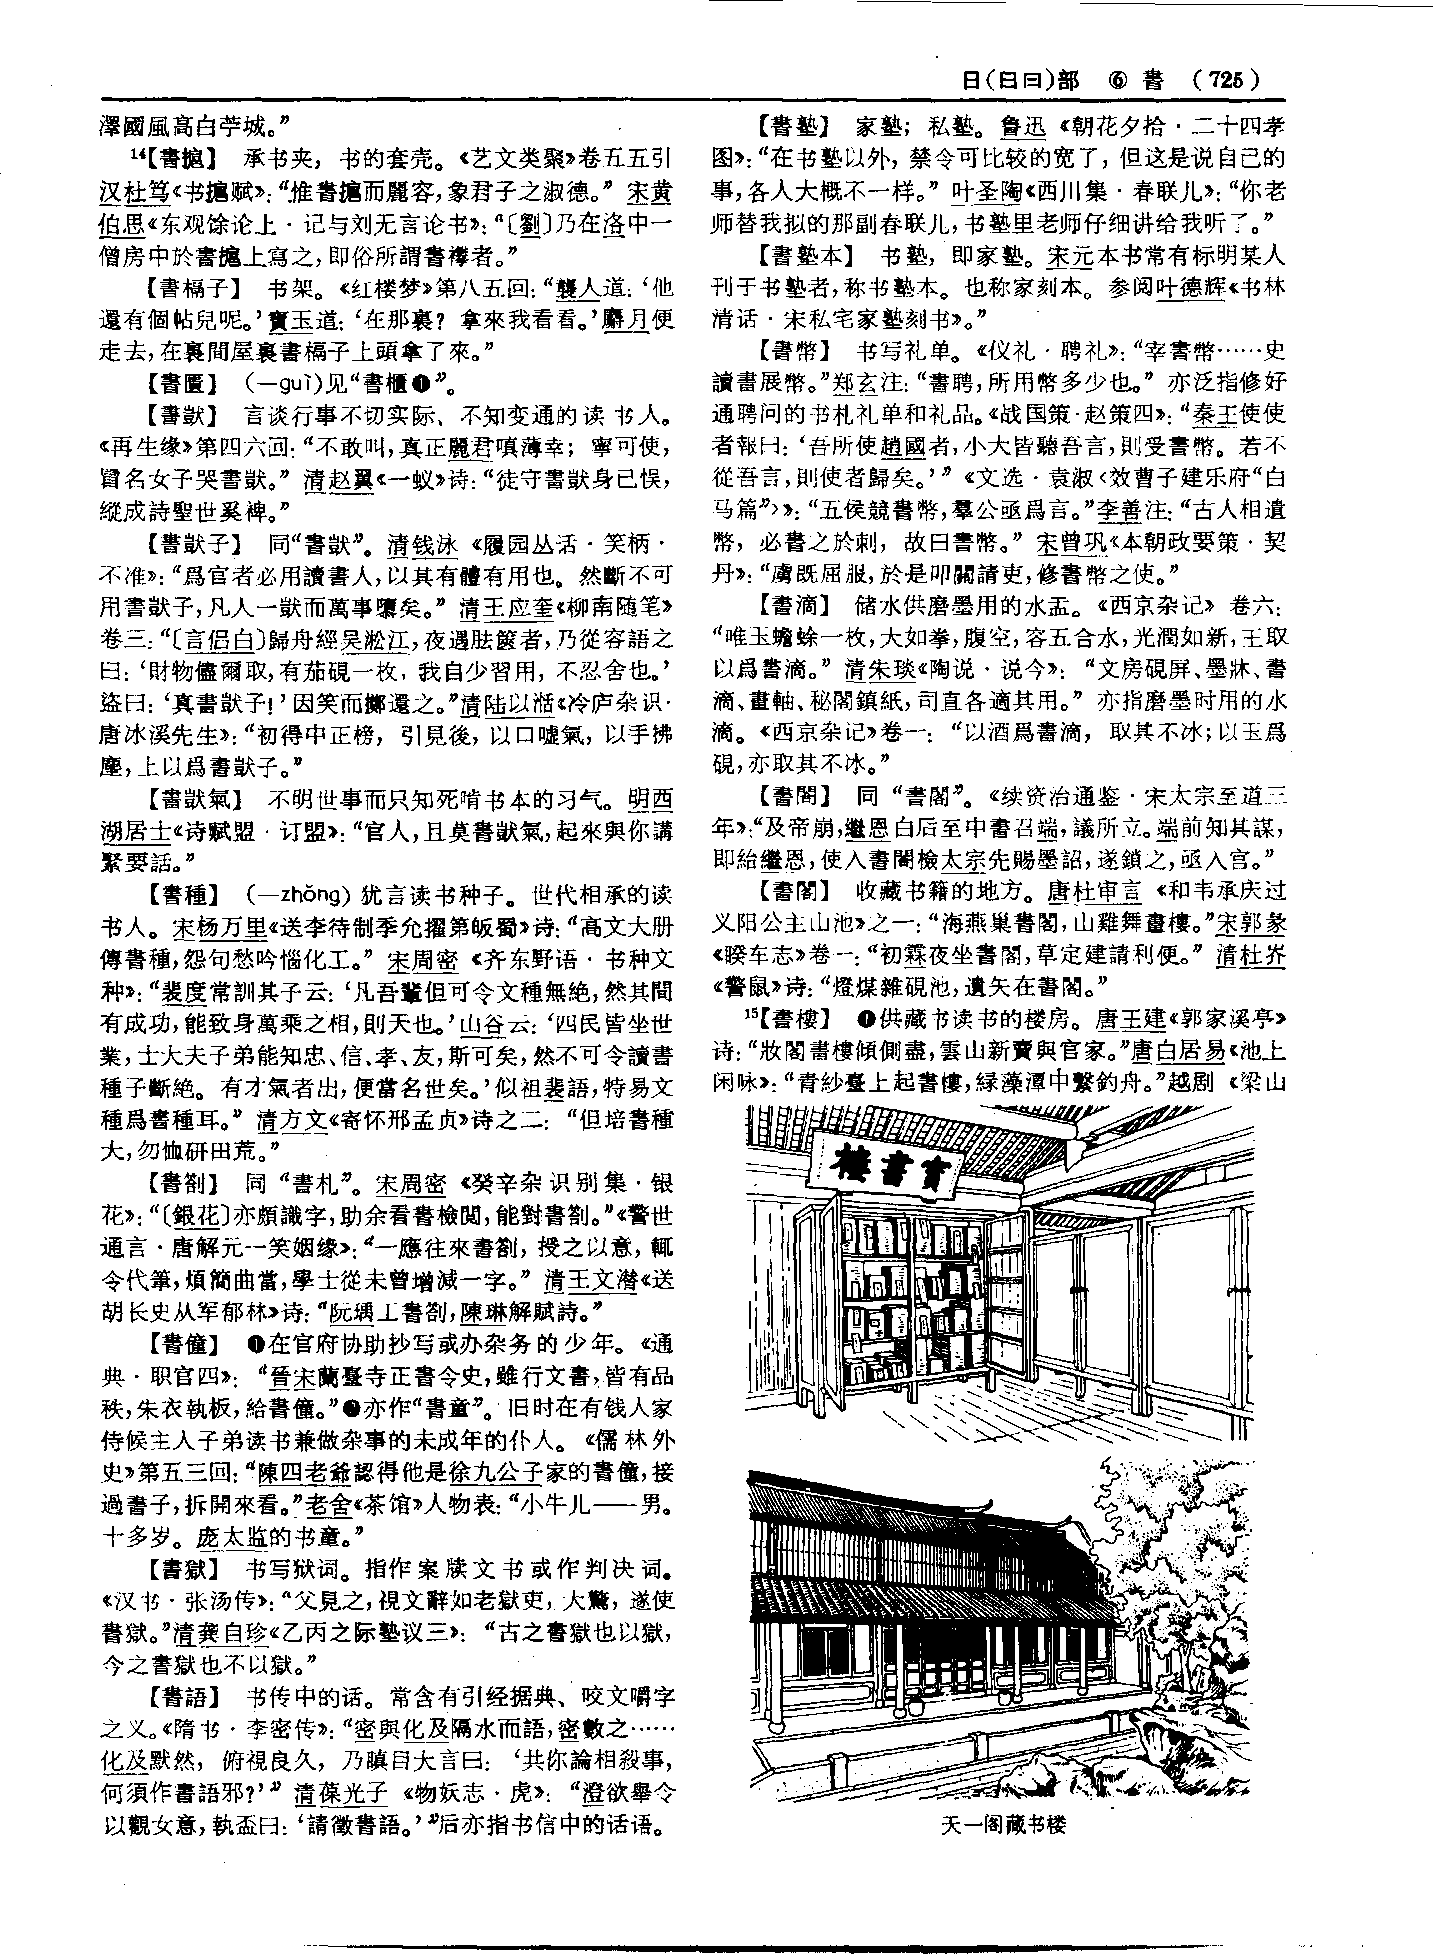 日(日曰)部 ⑥ 書 (725)
澤國風高白苧城。”
¹⁴【書摠】 承书夹，书的套壳。《艺文类聚》卷五五引
汉杜笃《书摠赋》：“惟書摠而麗容，象君子之淑德。” 宋黄
伯思《东观馀论上·记与刘无言论书》：“〔劉〕乃在洛中一
僧房中於書摠上寫之，即俗所謂書襻者。”
【書槅子】 书架。《红楼梦》第八五回：“襲人道：‘他
還有個帖兒呢。’寶玉道：‘在那裏？拿來我看看。’麝月便
走去，在裏間屋裏書槅子上頭拿了來。”
【書匱】 （—guì）见“書櫃❶”。
【書獃】 言谈行事不切实际、不知变通的读书人。
《再生缘》第四六回：“不敢叫，真正麗君嗔薄幸；寧可使，
冒名女子哭書獃。” 清赵翼《一蚁》诗：“徒守書獃身已悮，
縱成詩聖世奚裨。”
【書獃子】 同“書獃”。清钱泳《履园丛话·笑柄·
不准》：“爲官者必用讀書人，以其有體有用也。然斷不可
用書獃子，凡人一獃而萬事隳矣。” 清王应奎《柳南随笔》
卷三：“〔言侣白〕歸舟經吴淞江，夜遇胠篋者，乃從容語之
曰：‘財物儘爾取，有茄硯一枚，我自少習用，不忍舍也。’
盜曰：‘真書獃子！’因笑而擲還之。”清陆以湉《冷庐杂识·
唐冰溪先生》：“初得中正榜，引見後，以口噓氣，以手拂
塵，上以爲書獃子。”
【書獃氣】 不明世事而只知死啃书本的习气。明西
湖居士《诗赋盟·订盟》：“官人，且莫書獃氣，起來與你講
緊要話。”
【書種】 （—zhǒng）犹言读书种子。世代相承的读
书人。宋杨万里《送李待制季允擢第皈蜀》诗：“高文大册
傳書種，怨句愁吟惱化工。” 宋周密《齐东野语·书种文
种》：“裴度常訓其子云：‘凡吾輩但可令文種無絶，然其間
有成功，能致身萬乘之相，則天也。’山谷云：‘四民皆坐世
業，士大夫子弟能知忠、信、孝、友，斯可矣，然不可令讀書
種子斷絶。有才氣者出，便當名世矣。’似祖裴語，特易文
種爲書種耳。” 清方文《寄怀邢孟贞》诗之二：“但培書種
大，勿恤研田荒。”
【書劄】 同“書札”。宋周密《癸辛杂识别集·银
花》：“〔銀花〕亦頗識字，助余看書檢閲，能對書劄。”《警世
通言·唐解元一笑姻缘》：“一應往來書劄，授之以意，輒
令代筆，煩簡曲當，學士從未曾增減一字。” 清王文潜《送
胡长史从军郁林》诗：“阮瑀工書劄，陳琳解賦詩。”
【書僮】 ❶在官府协助抄写或办杂务的少年。《通
典·职官四》：“晉宋蘭臺寺正書令史，雖行文書，皆有品
秩，朱衣執板，給書僮。”❷亦作“書童”。旧时在有钱人家
侍候主人子弟读书兼做杂事的未成年的仆人。《儒林外
史》第五三回：“陳四老爺認得他是徐九公子家的書僮，接
過書子，拆開來看。”老舍《茶馆》人物表：“小牛儿——男。
十多岁。庞太监的书童。”
【書獄】 书写狱词。指作案牍文书或作判决词。
《汉书·张汤传》：“父見之，視文辭如老獄吏，大驚，遂使
書獄。”清龚自珍《乙丙之际塾议三》：“古之書獄也以獄，
今之書獄也不以獄。”
【書語】 书传中的话。常含有引经据典、咬文嚼字
之义。《隋书·李密传》：“密與化及隔水而語，密數之……
化及默然，俯視良久，乃瞋目大言曰：‘共你論相殺事，
何須作書語邪？’” 清葆光子《物妖志·虎》：“澄欲舉令
以觀女意，執盃曰：‘請徵書語。’”后亦指书信中的话语。
【書塾】 家塾；私塾。鲁迅《朝花夕拾·二十四孝
图》：“在书塾以外，禁令可比较的宽了，但这是说自己的
事，各人大概不一样。” 叶圣陶《西川集·春联儿》：“你老
师替我拟的那副春联儿，书塾里老师仔细讲给我听了。”
【書塾本】 书塾，即家塾。宋元本书常有标明某人
刊于书塾者，称书塾本。也称家刻本。参阅叶德辉《书林
清话·宋私宅家塾刻书》。”
【書幣】 书写礼单。《仪礼·聘礼》：“宰書幣……史
讀書展幣。”郑玄注：“書聘，所用幣多少也。” 亦泛指修好
通聘问的书札礼单和礼品。《战国策·赵策四》：“秦王使使
者報曰：‘吾所使趙國者，小大皆聽吾言，則受書幣。若不
從吾言，則使者歸矣。’”《文选·袁淑〈效曹子建乐府“白
马篇”〉》：“五侯競書幣，羣公亟爲言。”李善注：“古人相遺
幣，必書之於刺，故曰書幣。” 宋曾巩《本朝政要策·契
丹》：“虜既屈服，於是叩關請吏，修書幣之使。”
【書滴】 储水供磨墨用的水盂。《西京杂记》卷六：
“唯玉蟾蜍一枚，大如拳，腹空，容五合水，光潤如新，王取
以爲書滴。” 清朱琰《陶说·说今》：“文房硯屏、墨牀、書
滴、畫軸、秘閣鎮紙，司直各適其用。” 亦指磨墨时用的水
滴。《西京杂记》卷一：“以酒爲書滴，取其不冰；以玉爲
硯，亦取其不冰。”
【書閤】 同“書閣”。《续资治通鉴·宋太宗至道三
年》：“及帝崩，繼恩白后至中書召端，議所立。端前知其謀，
即紿繼恩，使入書閤檢太宗先賜墨詔，遂鎖之，亟入宫。”
【書閣】 收藏书籍的地方。唐杜审言《和韦承庆过
义阳公主山池》之一：“海燕巢書閣，山雞舞畫樓。”宋郭彖
《睽车志》卷一：“初霖夜坐書閣，草定建請利便。” 清杜岕
《警鼠》诗：“燈煤雜硯池，遺矢在書閣。”
¹⁵【書樓】 ❶供藏书读书的楼房。唐王建《郭家溪亭》
诗：“妝閣書樓傾側盡，雲山新賣與官家。”唐白居易《池上
闲咏》：“青紗臺上起書樓，緑藻潭中繫釣舟。”越剧《梁山
寶書樓
天一阁藏书楼